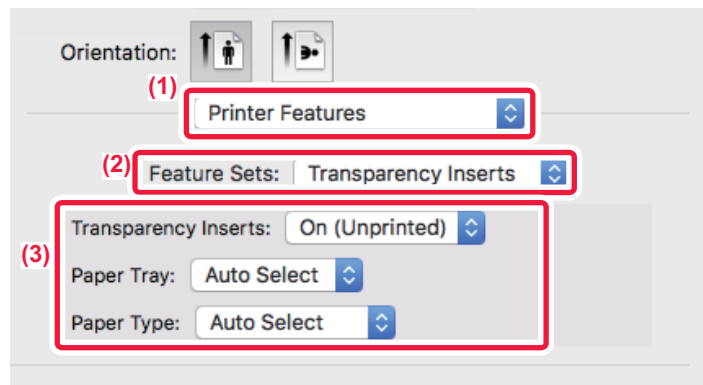 Orientation:
(1)
Printer Features
(2)
Feature Sets: Transparency Inserts
(3)
Transparency Inserts: On (Unprinted)
Paper Tray: Auto Select
Paper Type: Auto Select